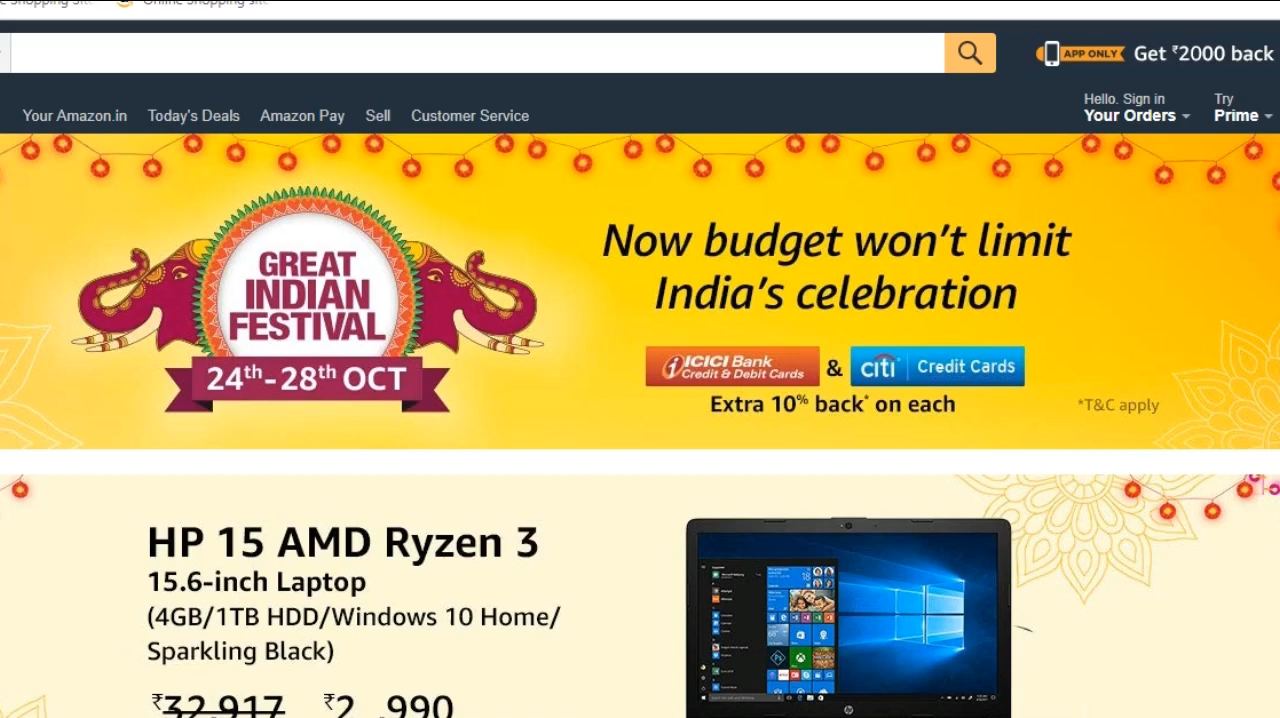 APP ONLY Get ₹2000 back
Your Amazon.in Today's Deals Amazon Pay Sell Customer Service
Hello. Sign in
Your Orders
Try
Prime
GREAT
INDIAN
FESTIVAL
24th-28th OCT
Now budget won't limit
India's celebration
ICICI Bank
Credit & Debit Cards
&
citi Credit Cards
Extra 10% back* on each
*T&C apply
HP 15 AMD Ryzen 3
15.6-inch Laptop
(4GB/1TB HDD/Windows 10 Home/
Sparkling Black)
₹32,917 ₹2 ,990